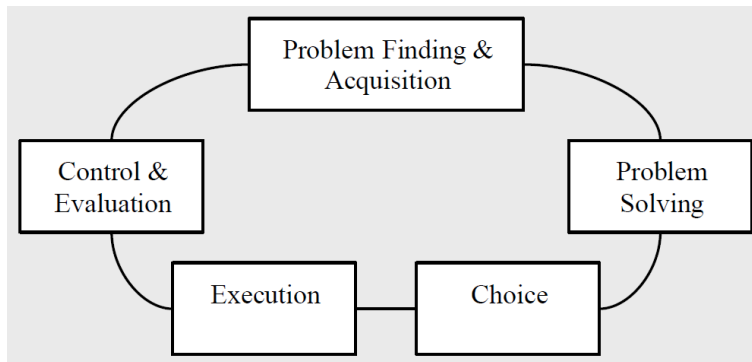 Problem Finding &
Acquisition
Control &
Evaluation
Problem
Solving
Execution
Choice